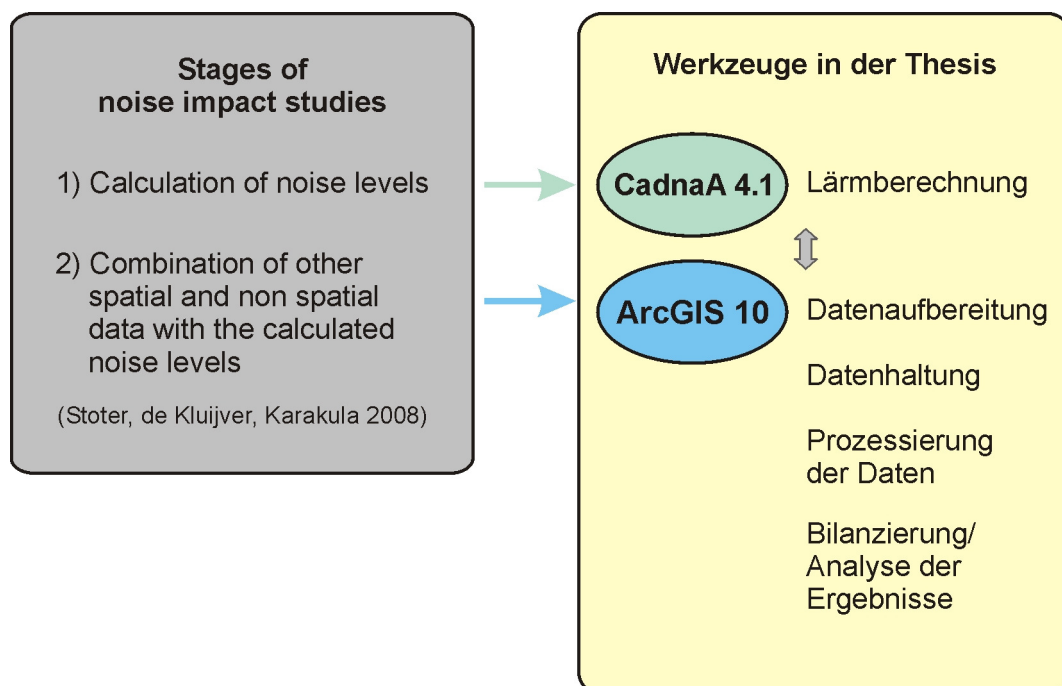 Stages of
noise impact studies
1) Calculation of noise levels
2) Combination of other
spatial and non spatial
data with the calculated
noise levels
(Stoter, de Kluijver, Karakula 2008)
Werkzeuge in der Thesis
CadnaA 4.1
Lärmberechnung
ArcGIS 10
Datenaufbereitung
Datenhaltung
Prozessierung
der Daten
Bilanzierung/
Analyse der
Ergebnisse